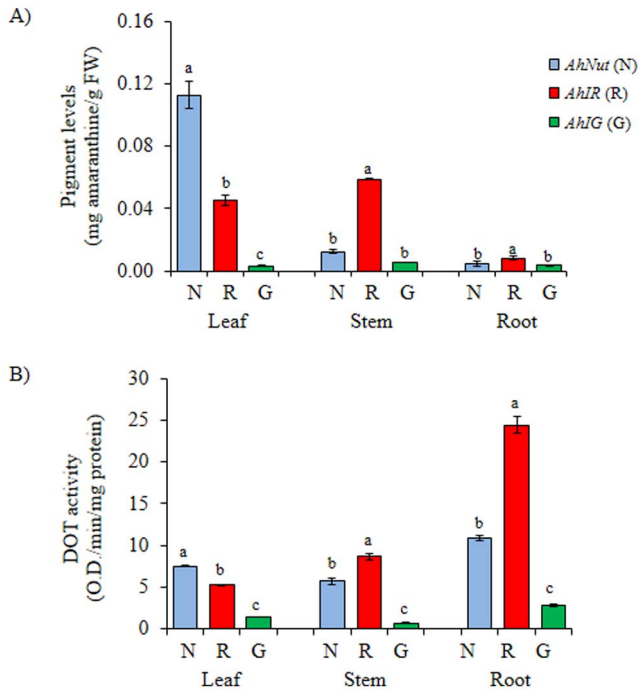 A)
Pigment levels
(mg amaranthine/g FW)
0.16
0.12
0.08
0.04
0.00
a
b
c
b
a
b
b
a
b
N R G N R G N R G
Leaf Stem Root
AhNut (N)
AhIR (R)
AhIG (G)
B)
DOT activity
(O.D./min/mg protein)
30
25
20
15
10
5
0
a
b
c
b
a
c
b
a
c
N R G N R G N R G
Leaf Stem Root